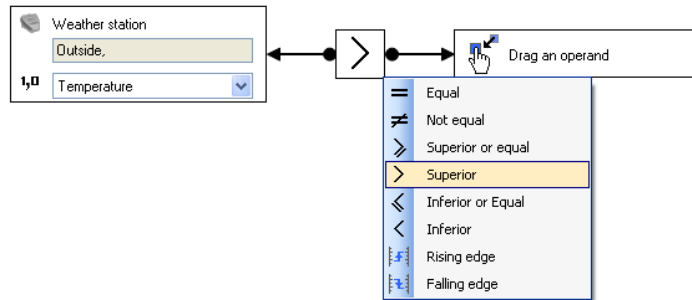 Weather station
Outside,
1,0 Temperature
Drag an operand
Equal
Not equal
Superior or equal
Superior
Inferior or Equal
Inferior
Rising edge
Falling edge